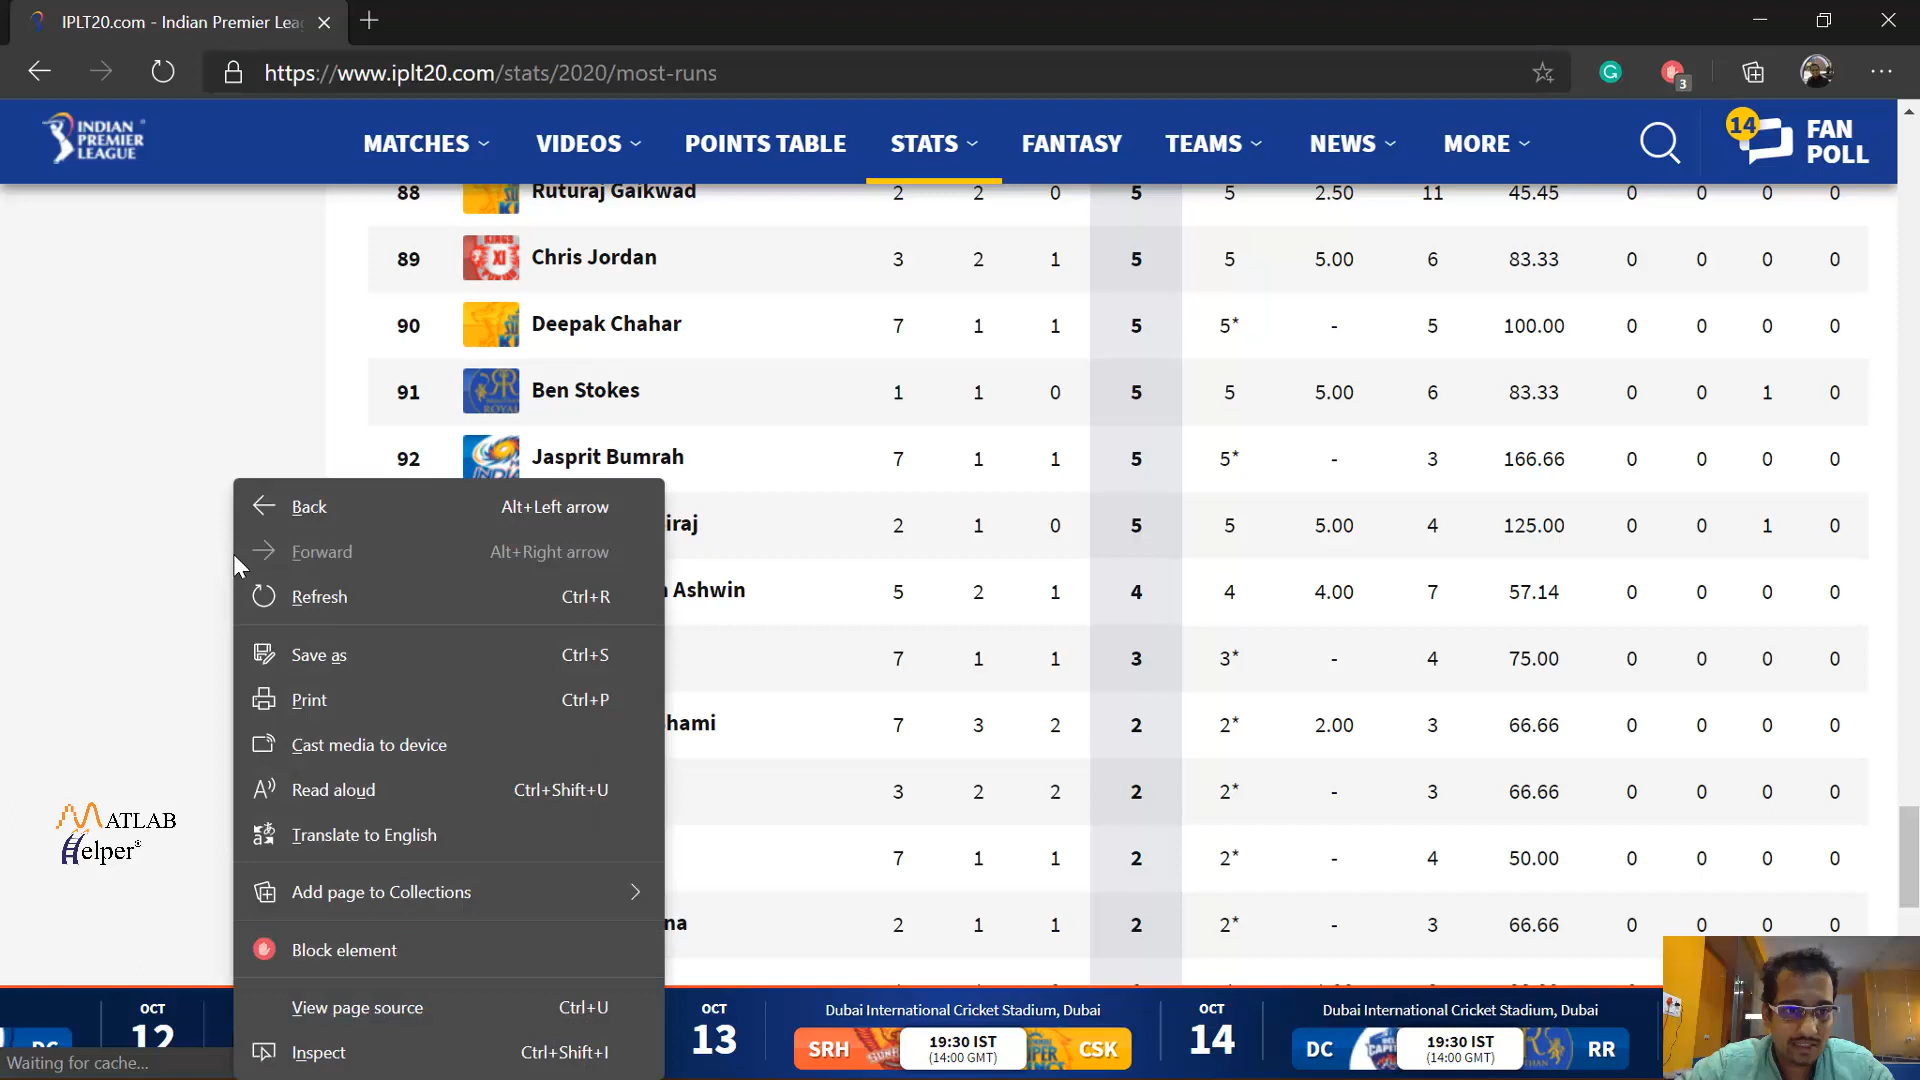 IPLT20.com - Indian Premier Lea
https://www.iplt20.com/stats/2020/most-runs
3
INDIAN PREMIER LEAGUE
MATCHES VIDEOS POINTS TABLE STATS FANTASY TEAMS NEWS MORE
14 FAN POLL
88 Ruturaj Gaikwad 2 2 0 5 5 2.50 11 45.45 0 0 0 0
89 Chris Jordan 3 2 1 5 5 5.00 6 83.33 0 0 0 0
90 Deepak Chahar 7 1 1 5 5* - 5 100.00 0 0 0 0
91 Ben Stokes 1 1 0 5 5 5.00 6 83.33 0 0 1 0
92 Jasprit Bumrah 7 1 1 5 5* - 3 166.66 0 0 0 0
iraj 2 1 0 5 5 5.00 4 125.00 0 0 1 0
Ashwin 5 2 1 4 4 4.00 7 57.14 0 0 0 0
7 1 1 3 3* - 4 75.00 0 0 0 0
hami 7 3 2 2 2* 2.00 3 66.66 0 0 0 0
3 2 2 2 2* - 3 66.66 0 0 0 0
7 1 1 2 2* - 4 50.00 0 0 0 0
na 2 1 1 2 2* - 3 66.66 0 0 0 0
Back Alt+Left arrow
Forward Alt+Right arrow
Refresh Ctrl+R
Save as Ctrl+S
Print Ctrl+P
Cast media to device
Read aloud Ctrl+Shift+U
Translate to English
Add page to Collections
Block element
View page source Ctrl+U
Inspect Ctrl+Shift+I
MATLAB
Helper®
OCT
12
OCT
13
Dubai International Cricket Stadium, Dubai
SRH 19:30 IST CSK
(14:00 GMT)
OCT
14
Dubai International Cricket Stadium, Dubai
DC 19:30 IST RR
(14:00 GMT)
Waiting for cache...